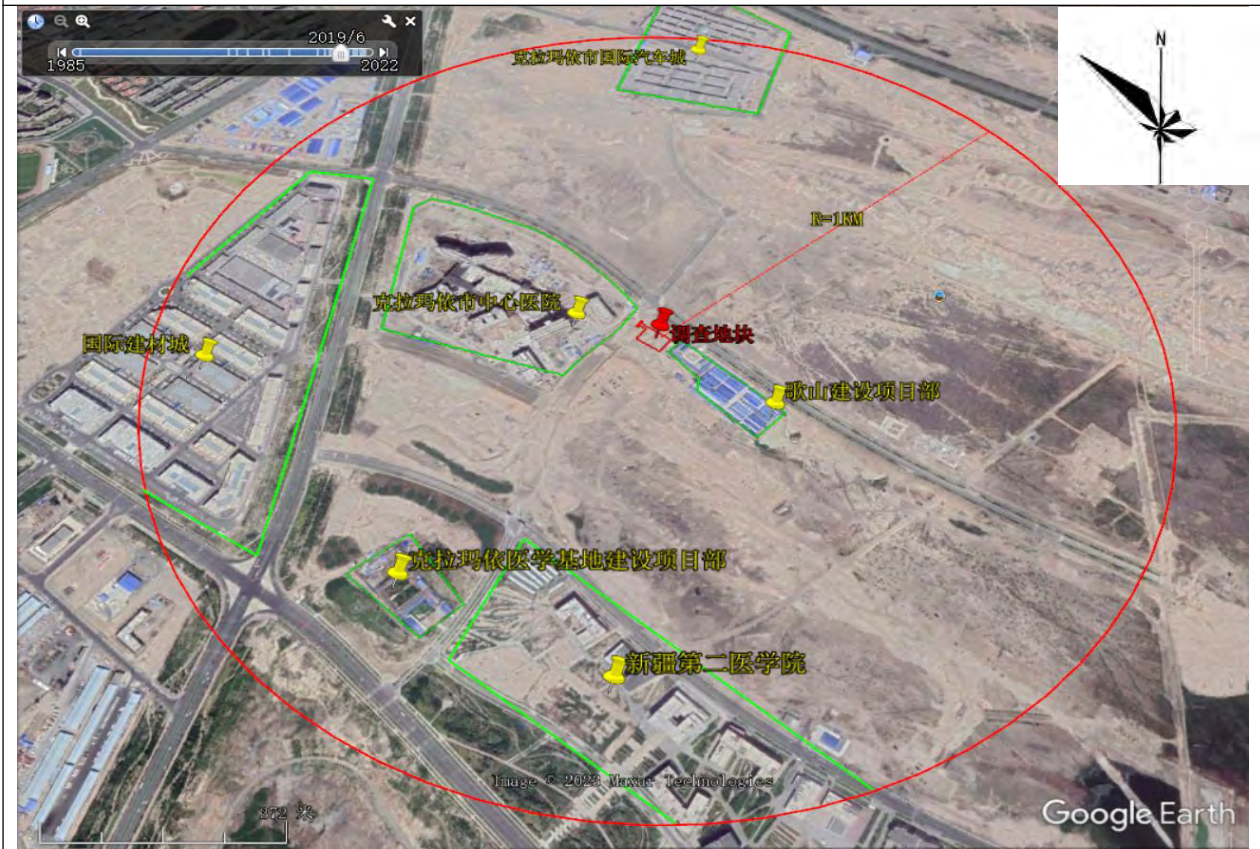 2019/6
1985
2022
N
克拉玛依市国际汽车城
R=1KM
克拉玛依市中心医院
调查地块
国际建材城
歌山建设项目部
克拉玛依医学基地建设项目部
新疆第二医学院
Image © 2023 Maxar Technologies
872 米
Google Earth